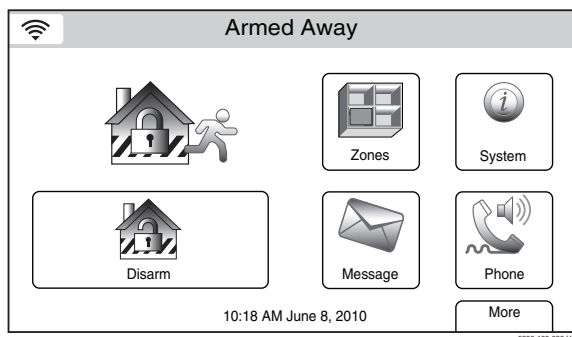 Armed Away
Zones
System
Disarm
Message
Phone
10:18 AM June 8, 2010
More